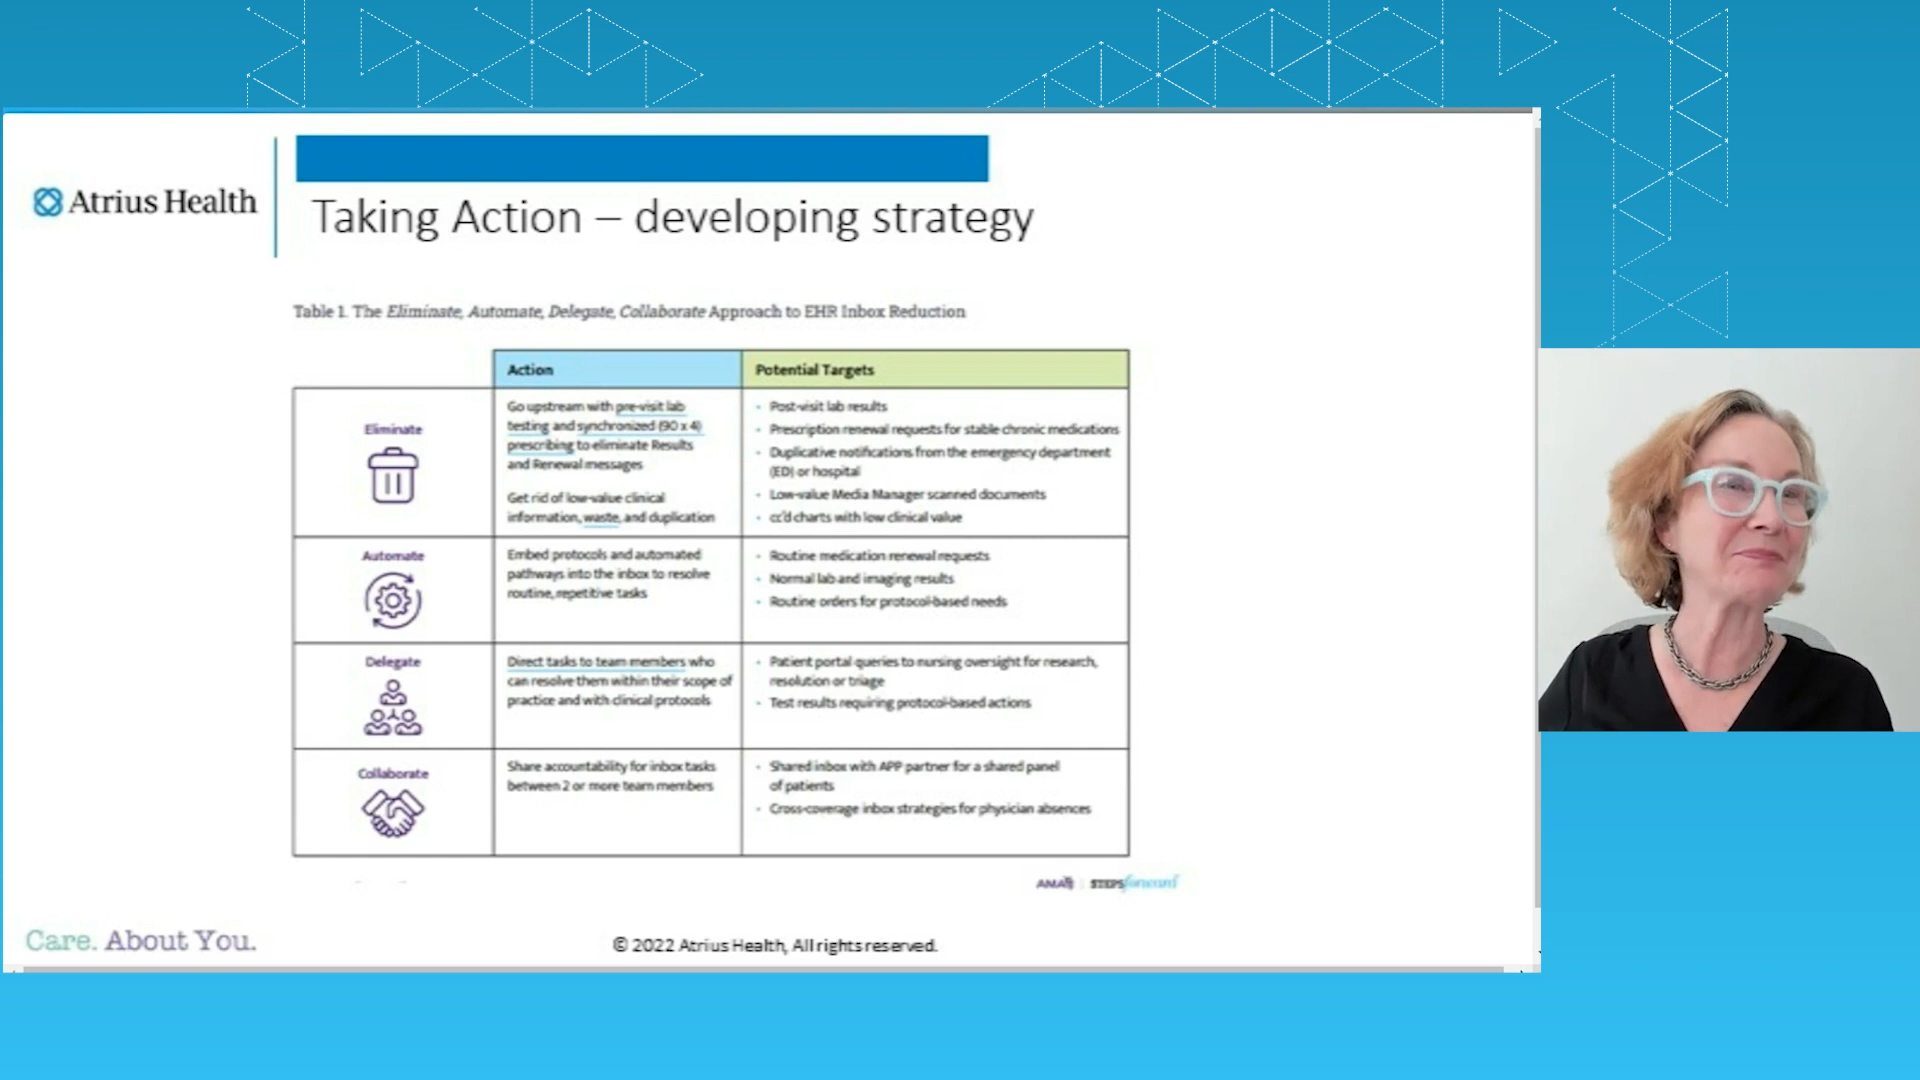 Atrius Health
Taking Action – developing strategy
Table 1. The Eliminate, Automate, Delegate, Collaborate Approach to EHR Inbox Reduction
Action
Potential Targets
Eliminate
Go upstream with pre-visit lab
testing and synchronized (90 x 4)
prescribing to eliminate Results
and Renewal messages
Get rid of low-value clinical
information, waste, and duplication
• Post-visit lab results
• Prescription renewal requests for stable chronic medications
• Duplicative notifications from the emergency department
(ED) or hospital
• Low-value Media Manager scanned documents
• cc'd charts with low clinical value
Automate
Embed protocols and automated
pathways into the inbox to resolve
routine, repetitive tasks
• Routine medication renewal requests
• Normal lab and imaging results
• Routine orders for protocol-based needs
Delegate
Direct tasks to team members who
can resolve them within their scope of
practice and with clinical protocols
• Patient portal queries to nursing oversight for research,
resolution or triage
• Test results requiring protocol-based actions
Collaborate
Share accountability for inbox tasks
between 2 or more team members
• Shared inbox with APP partner for a shared panel
of patients
• Cross-coverage inbox strategies for physician absences
AMA | STEPSforward
Care. About You.
© 2022 Atrius Health, All rights reserved.